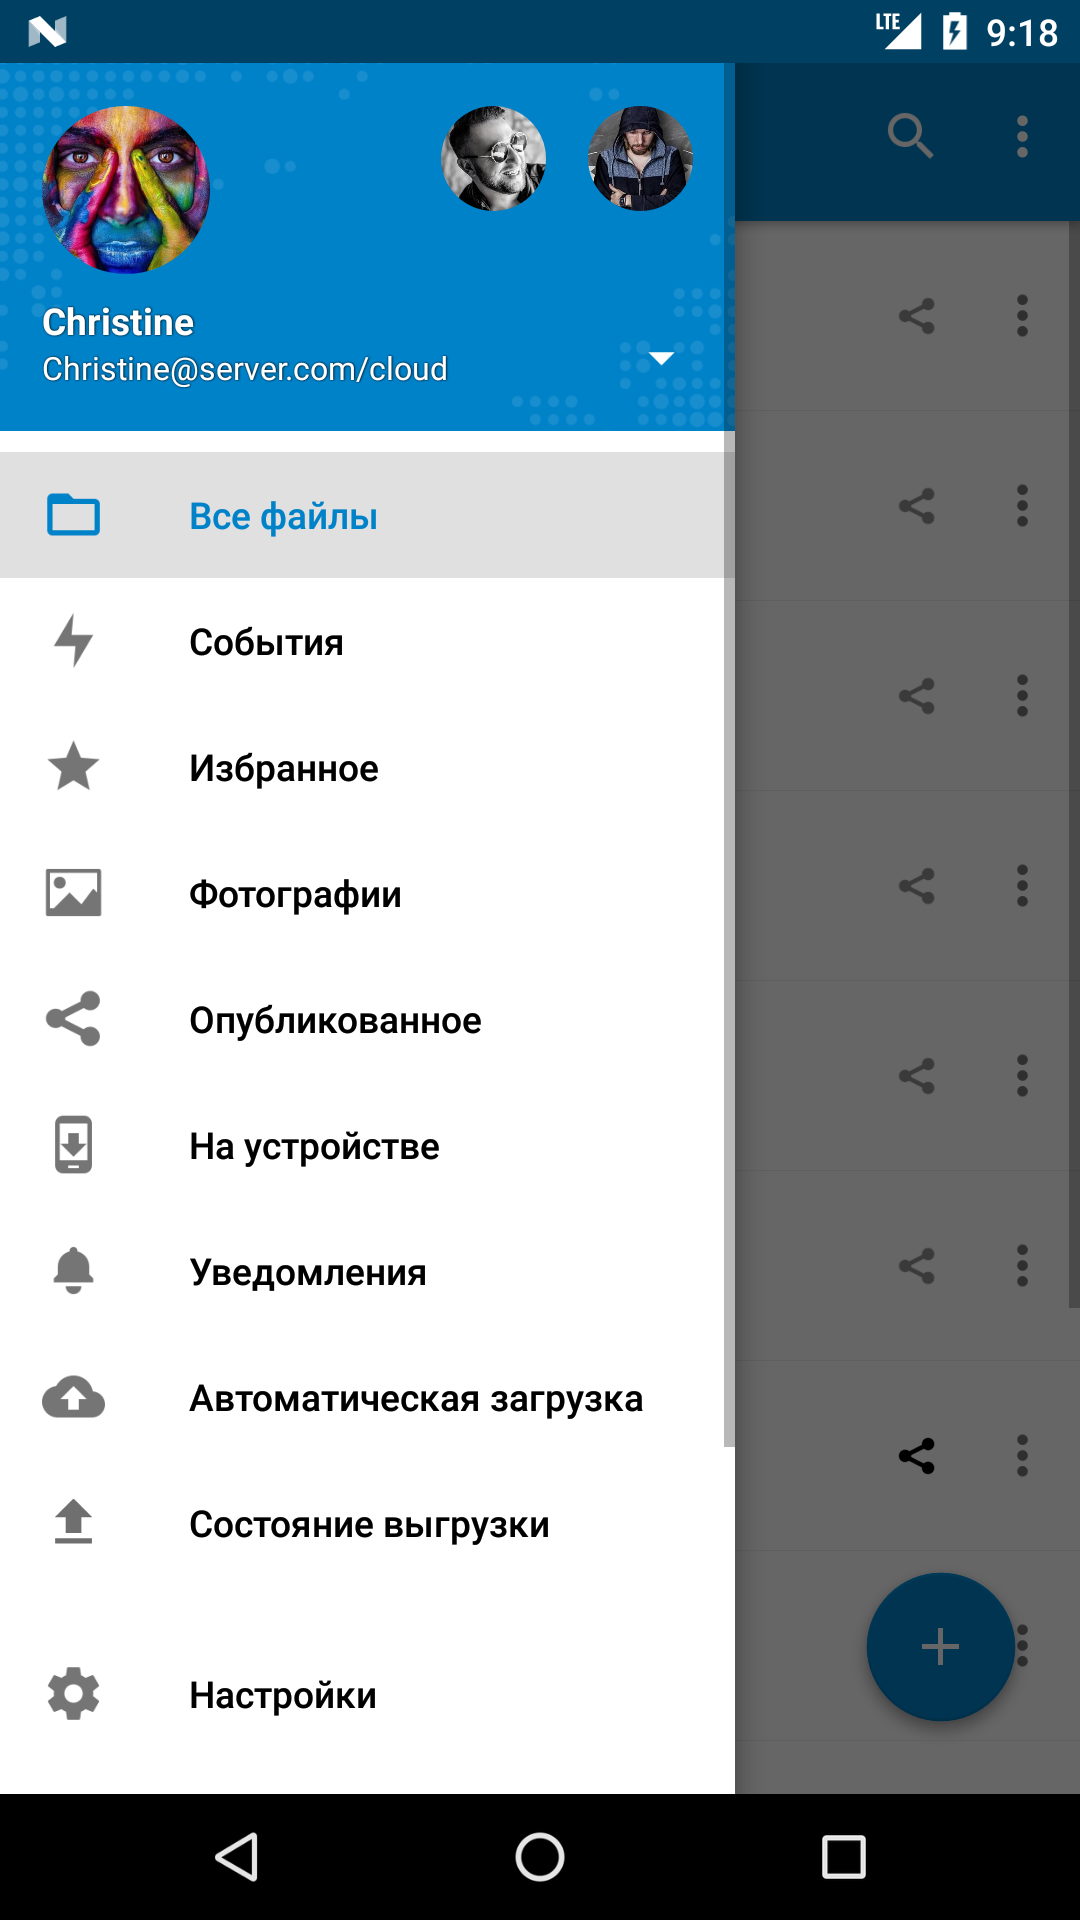 LTE 9:18
Christine
Christine@server.com/cloud
Все файлы
События
Избранное
Фотографии
Опубликованное
На устройстве
Уведомления
Автоматическая загрузка
Состояние выгрузки
Настройки